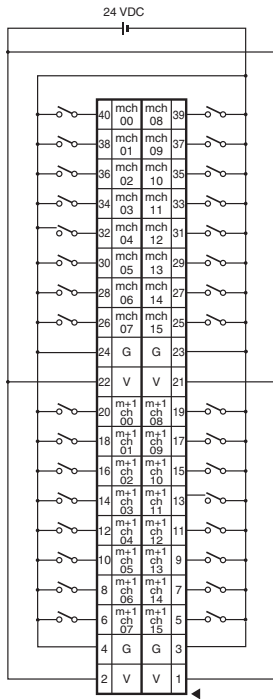 24 VDC
40 mch 00 mch 08 39
38 mch 01 mch 09 37
36 mch 02 mch 10 35
34 mch 03 mch 11 33
32 mch 04 mch 12 31
30 mch 05 mch 13 29
28 mch 06 mch 14 27
26 mch 07 mch 15 25
24 G G 23
22 V V 21
20 m+1 ch 00 m+1 ch 08 19
18 m+1 ch 01 m+1 ch 09 17
16 m+1 ch 02 m+1 ch 10 15
14 m+1 ch 03 m+1 ch 11 13
12 m+1 ch 04 m+1 ch 12 11
10 m+1 ch 05 m+1 ch 13 9
8 m+1 ch 06 m+1 ch 14 7
6 m+1 ch 07 m+1 ch 15 5
4 G G 3
2 V V 1